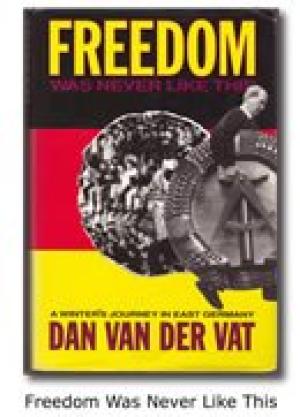 FREEDOM
WAS NEVER LIKE THIS
A WINTER'S JOURNEY IN EAST GERMANY
DAN VAN DER VAT
Freedom Was Never Like This